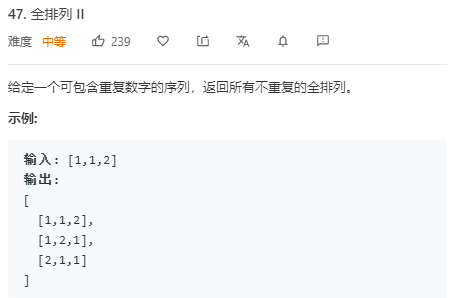 47. 全排列 II
难度 中等 239
给定一个可包含重复数字的序列，返回所有不重复的全排列。
示例:
输入: [1,1,2]
输出:
[
[1,1,2],
[1,2,1],
[2,1,1]
]